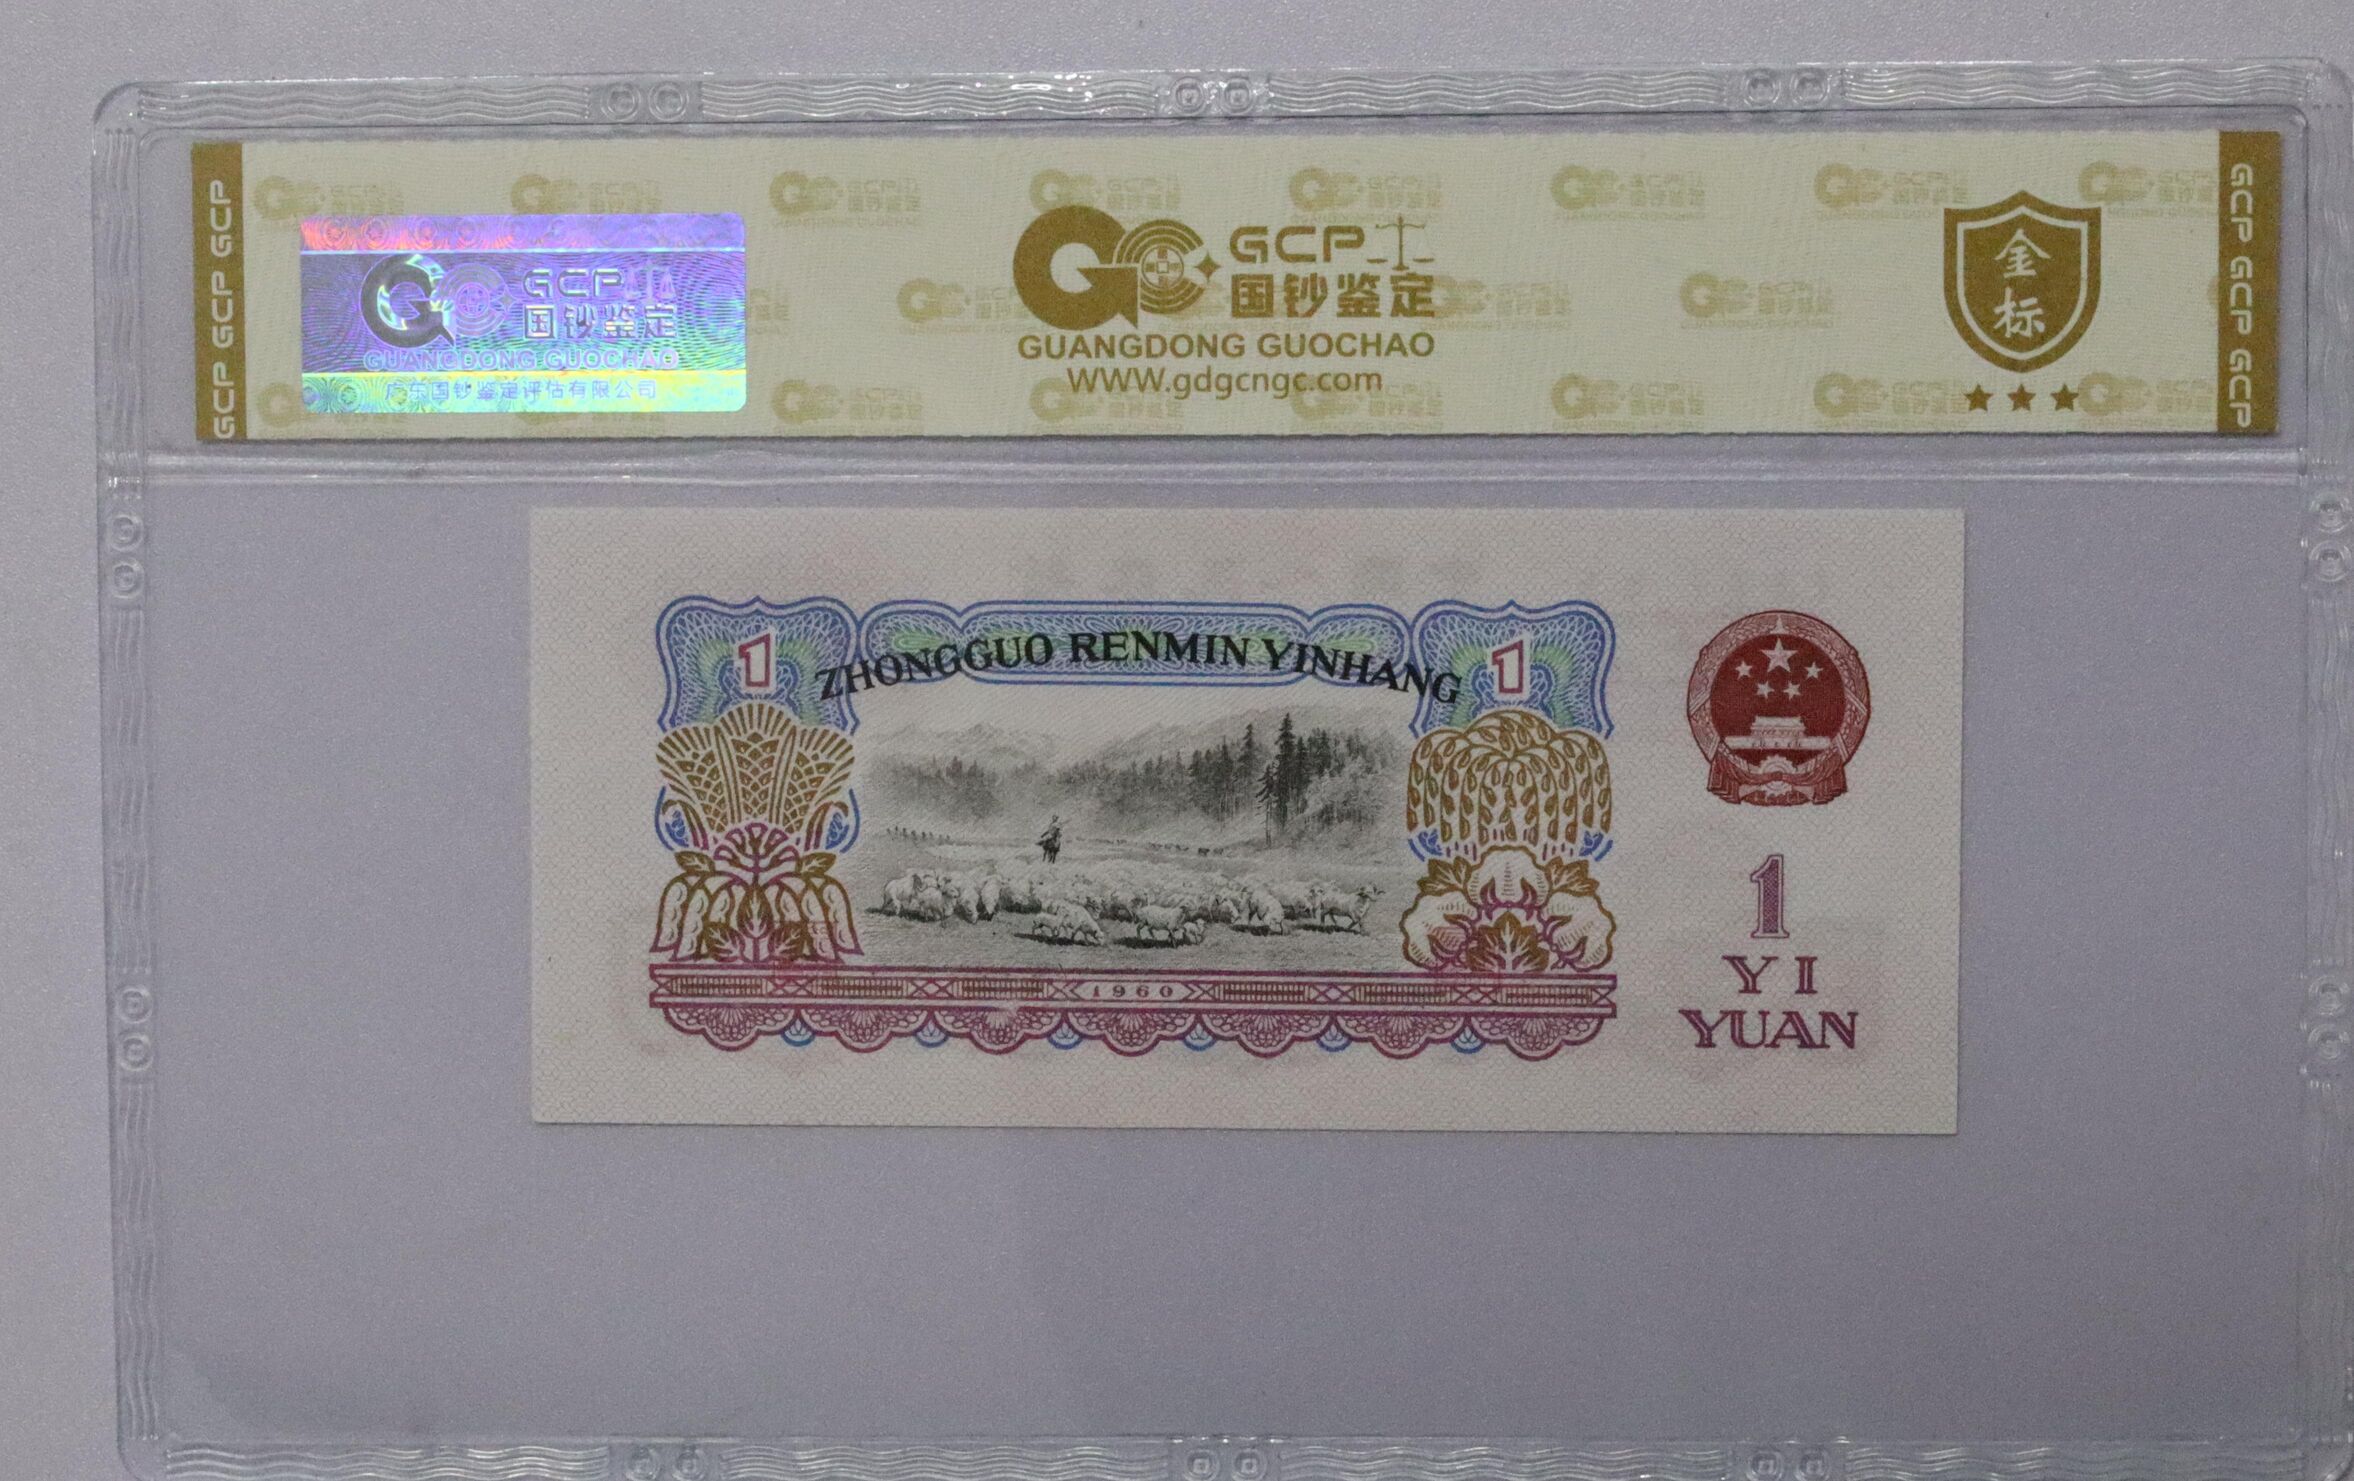 GCP GCP GCP
GCP
国钞鉴定
GUANGDONG GUOCHAO
广东国钞鉴定评估有限公司
GCP
国钞鉴定
GUANGDONG GUOCHAO
www.gdgcngc.com
金标
GCP GCP GCP
ZHONGGUO RENMIN YINHANG
1
1
1960
1
YI
YUAN